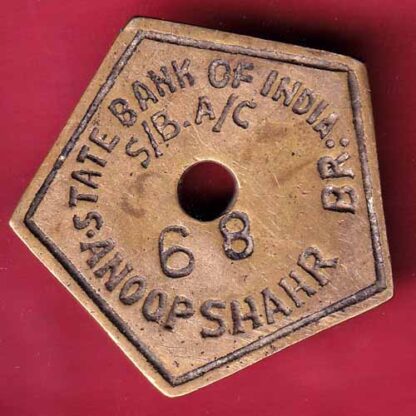 STATE BANK OF INDIA.
S/B. A/C
68
ANOOPSHAHR BR: